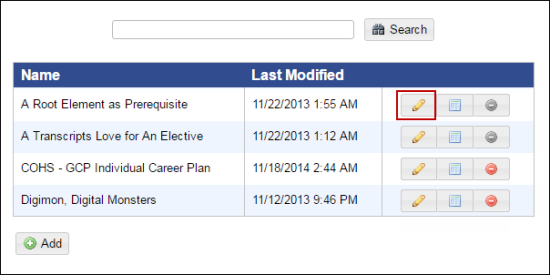 Search
Name Last Modified
A Root Element as Prerequisite 11/22/2013 1:55 AM
A Transcripts Love for An Elective 11/22/2013 1:12 AM
COHS - GCP Individual Career Plan 11/18/2014 2:44 AM
Digimon, Digital Monsters 11/12/2013 9:46 PM
Add